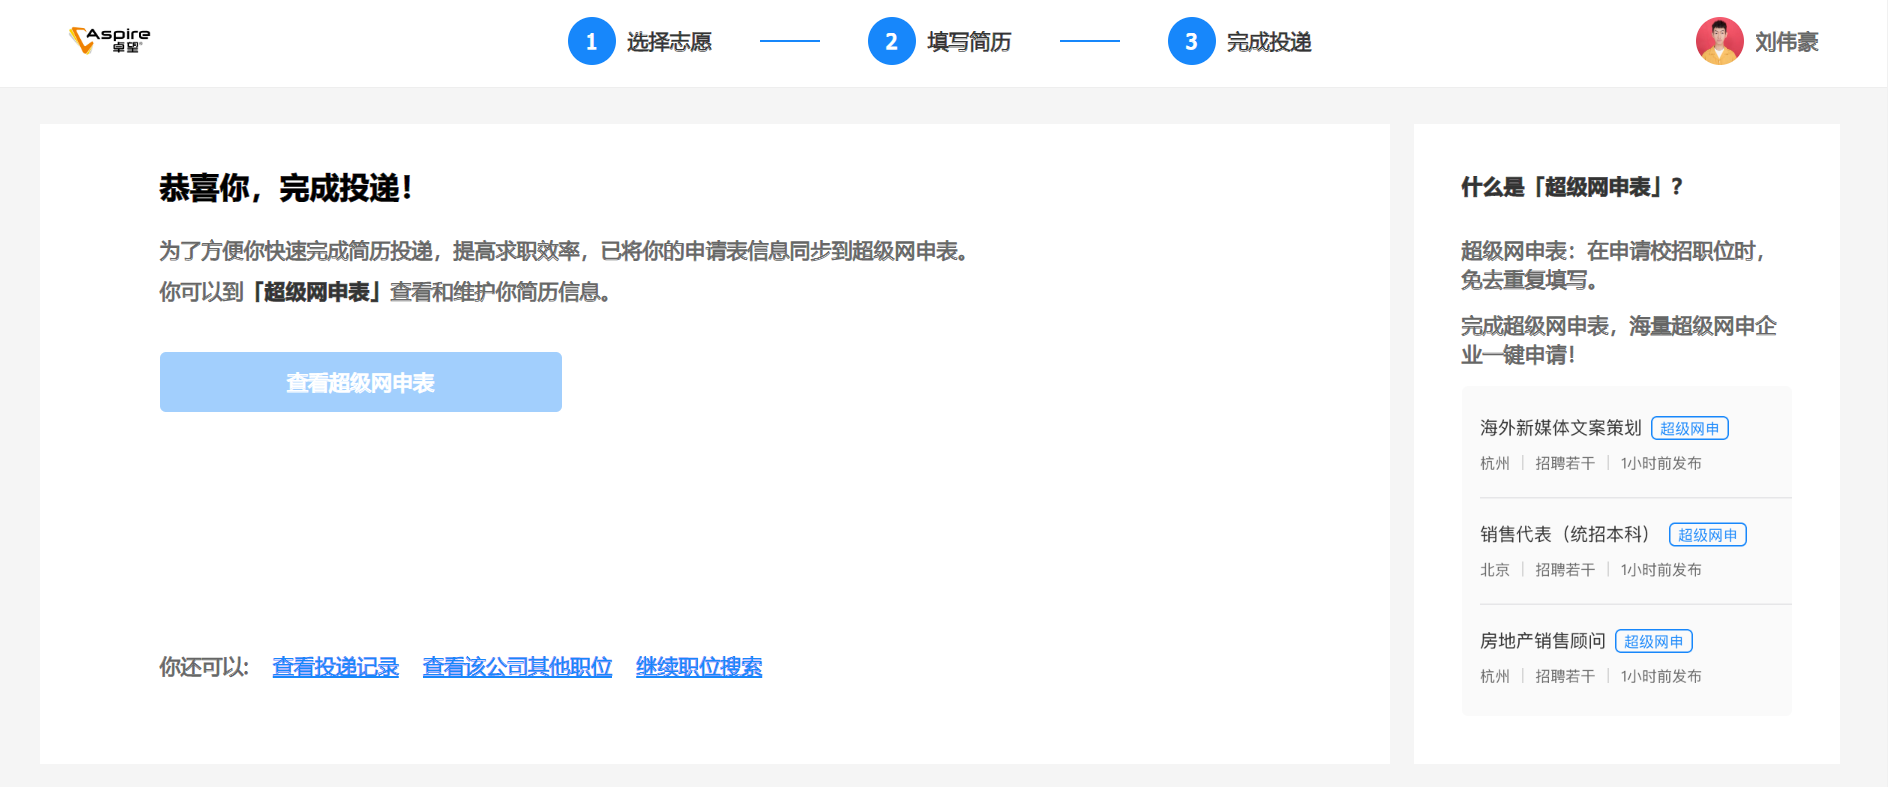 Aspire
卓望
1 选择志愿
2 填写简历
3 完成投递
刘伟豪
恭喜你，完成投递！
为了方便你快速完成简历投递，提高求职效率，已将你的申请表信息同步到超级网申表。
你可以到「超级网申表」查看和维护你简历信息。
查看超级网申表
你还可以: 查看投递记录 查看该公司其他职位 继续职位搜索
什么是「超级网申表」?
超级网申表：在申请校招职位时，
免去重复填写。
完成超级网申表，海量超级网申企
业一键申请！
海外新媒体文案策划 超级网申
杭州 | 招聘若干 | 1小时前发布
销售代表（统招本科） 超级网申
北京 | 招聘若干 | 1小时前发布
房地产销售顾问 超级网申
杭州 | 招聘若干 | 1小时前发布